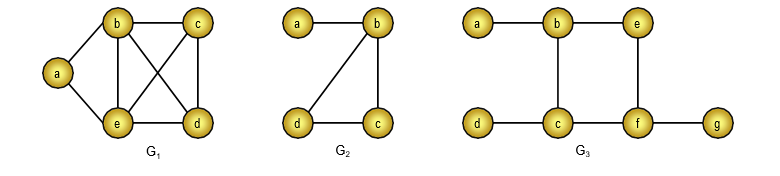 b c a b a b e
a
e d d c d c f g
G₁ G₂ G₃